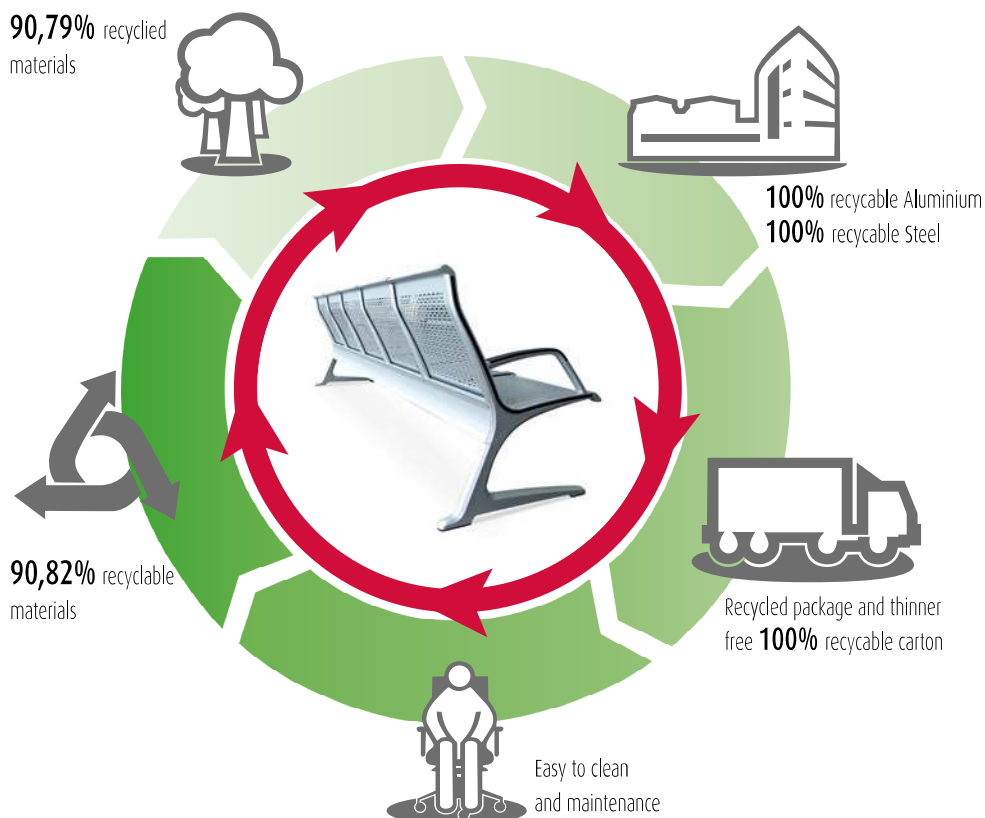 90,79% recyclied
materials
100% recycable Aluminium
100% recycable Steel
Recycled package and thinner
free 100% recycable carton
Easy to clean
and maintenance
90,82% recyclable
materials